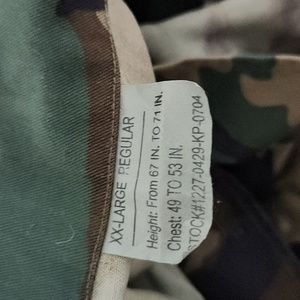 XX-LARGE REGULAR
Height: From 67 IN. TO 71 IN.
Chest: 49 TO 53 IN.
STOCK#1227-0429-KP-0704